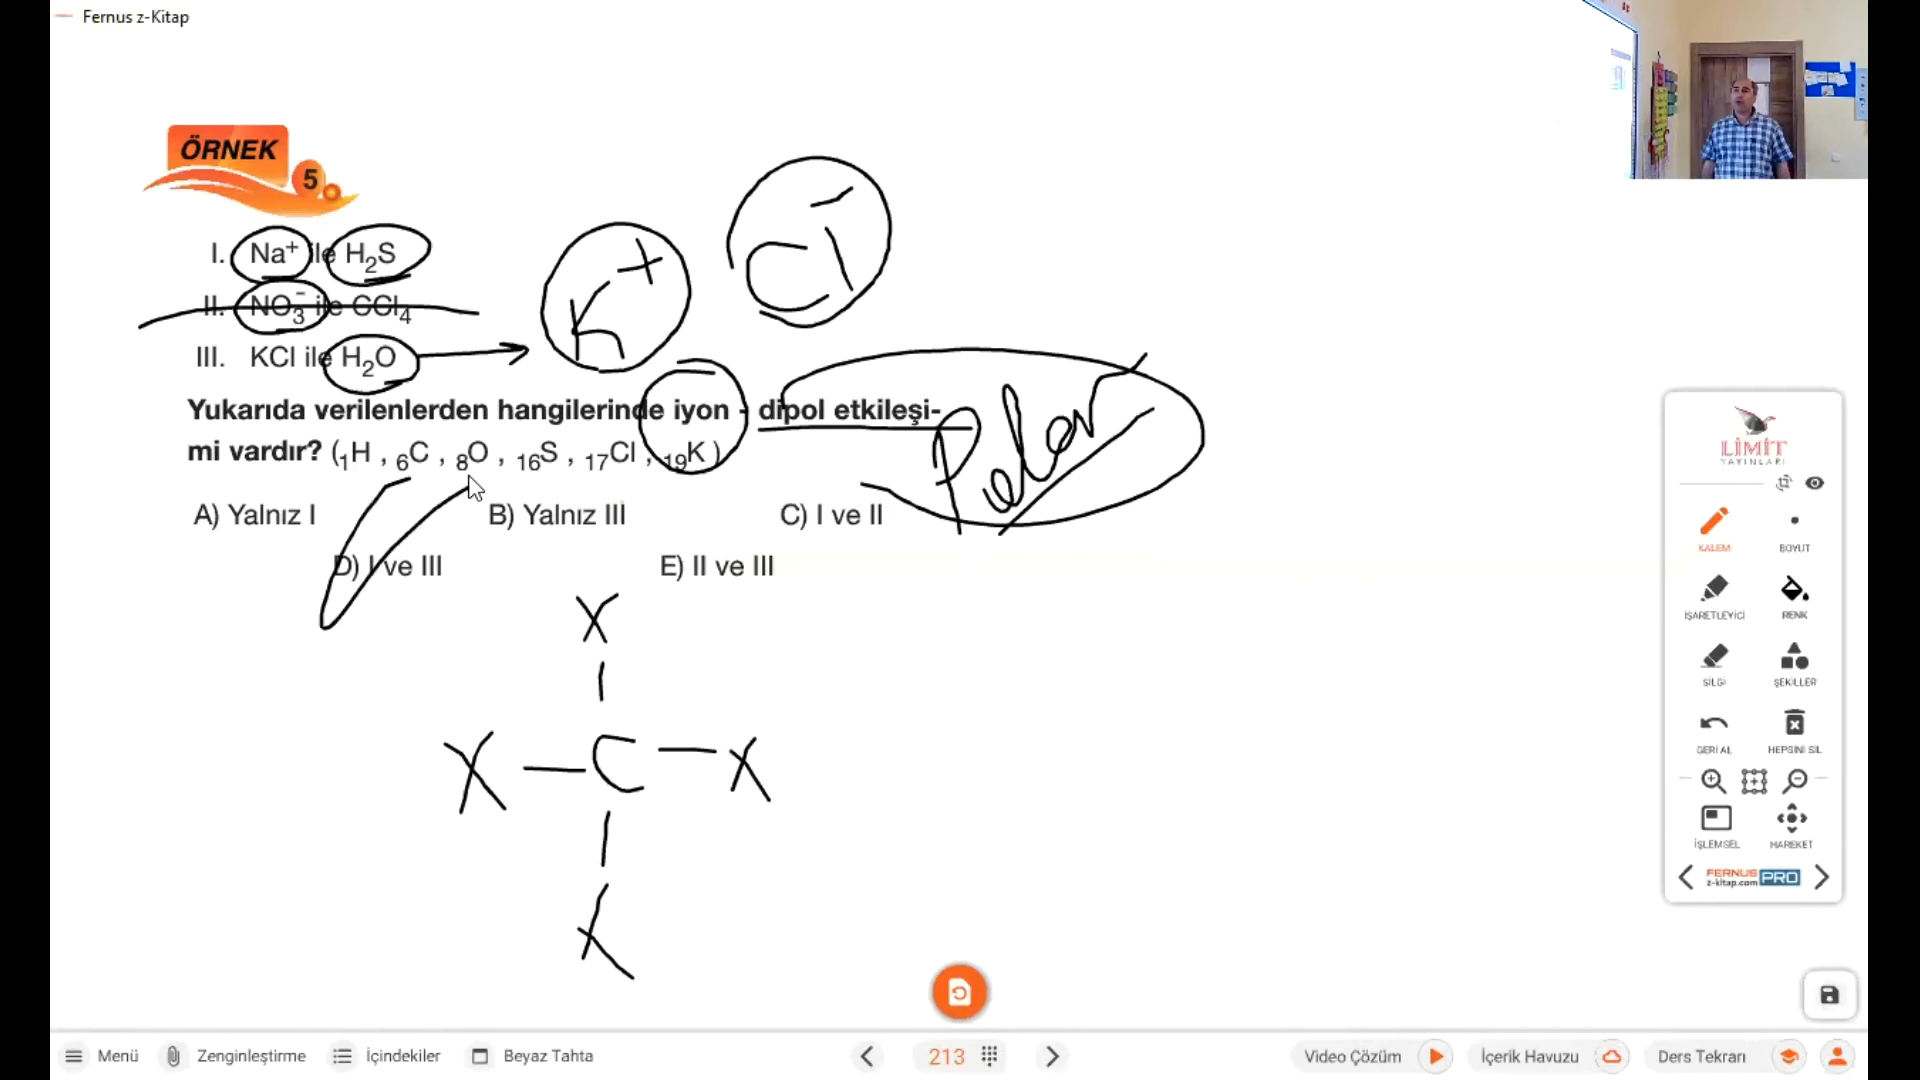 Fernus z-Kitap
ÖRNEK
5
I. Na⁺ ile H₂S
II. NO₃⁻ ile CCl₄
III. KCl ile H₂O
K⁺
Cl⁻
Yukarıda verilenlerden hangilerinde iyon - dipol etkileşi-
mi vardır? (₁H , ₆C , ₈O , ₁₆S , ₁₇Cl , ₁₉K )
Polar
A) Yalnız I B) Yalnız III C) I ve II
D) I ve III E) II ve III
X
X — C — X
X
LİMİT
YAYINLARI
KALEM BOYUT
İŞARETLEYİCİ RENK
SİLGİ ŞEKİLLER
GERİ AL HEPSİNİ SİL
İŞLEMSEL HAREKET
FERNUS
z-kitap.com PRO
Menü Zenginleştirme İçindekiler Beyaz Tahta 213 Video Çözüm İçerik Havuzu Ders Tekrarı